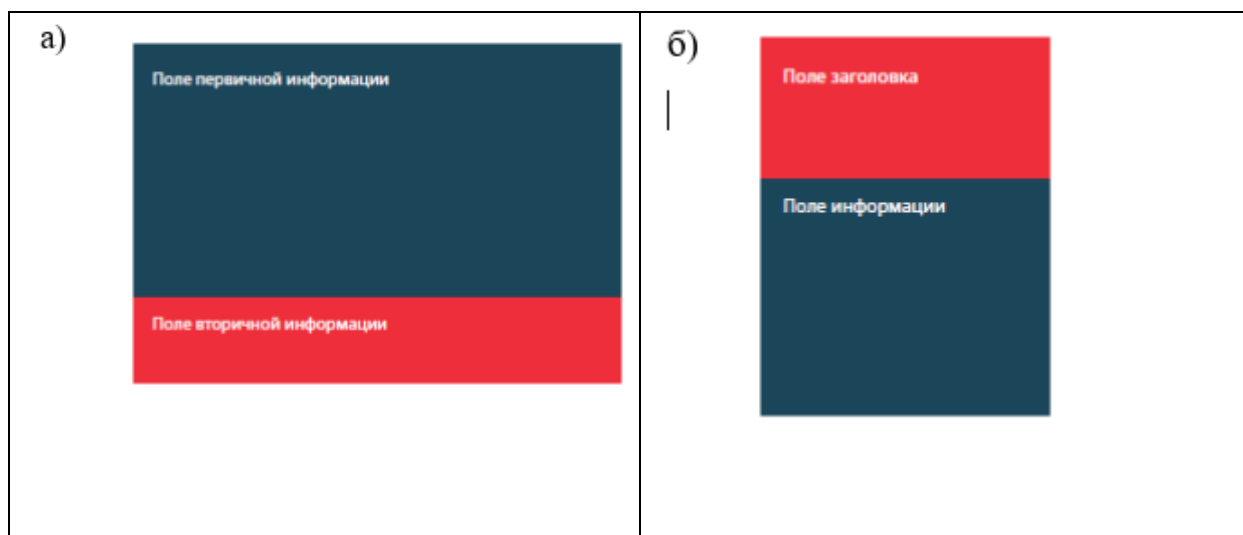 а)
Поле первичной информации
Поле вторичной информации
б)
Поле заголовка
Поле информации